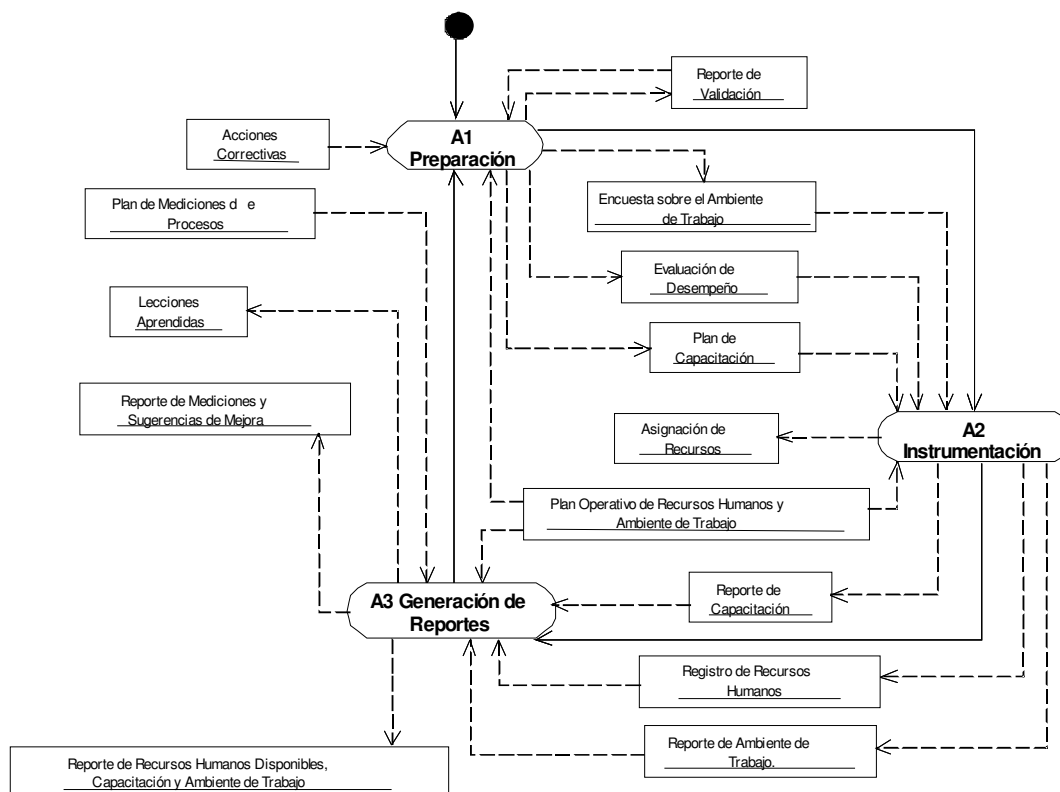 Reporte de
Validación
A1
Preparación
Acciones
Correctivas
Plan de Mediciones d e
Procesos
Encuesta sobre el Ambiente
de Trabajo
Evaluación de
Desempeño
Lecciones
Aprendidas
Plan de
Capacitación
Reporte de Mediciones y
Sugerencias de Mejora
Asignación de
Recursos
A2
Instrumentación
Plan Operativo de Recursos Humanos y
Ambiente de Trabajo
A3 Generación de
Reportes
Reporte de
Capacitación
Registro de Recursos
Humanos
Reporte de Ambiente de
Trabajo.
Reporte de Recursos Humanos Disponibles,
Capacitación y Ambiente de Trabajo